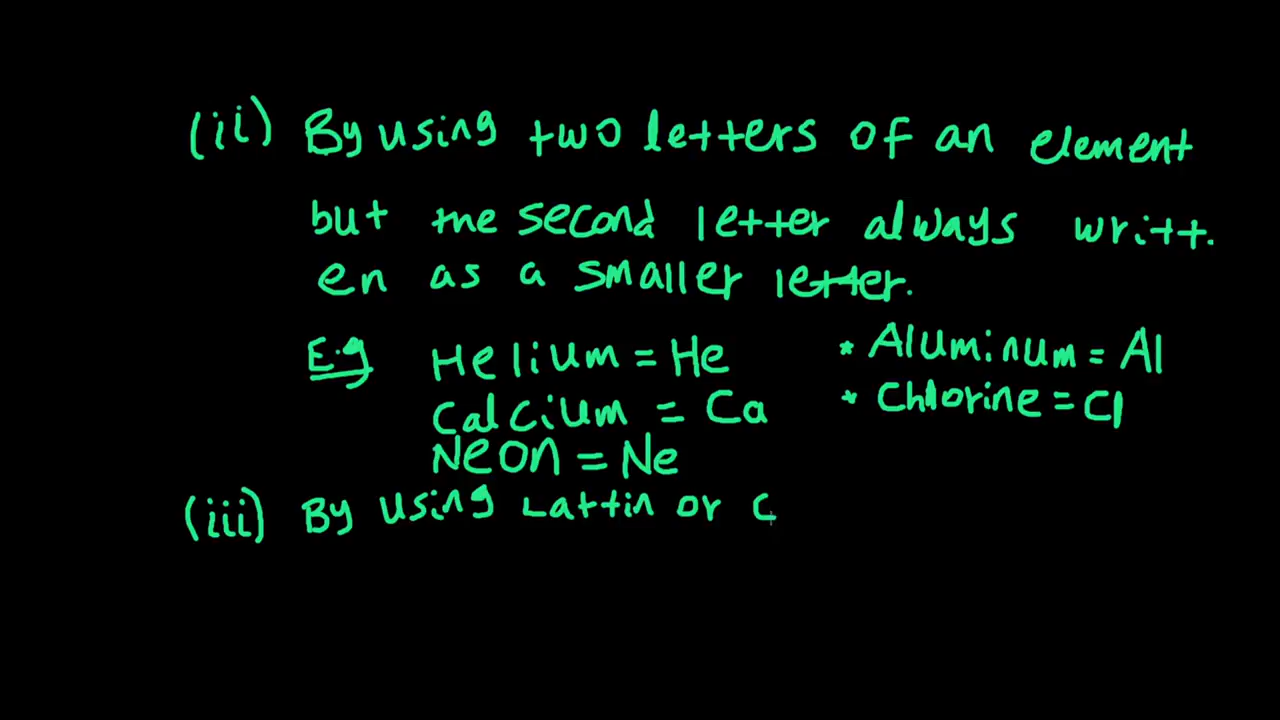 (ii) By using two letters of an element
but the second letter always writt.
en as a smaller letter.
E.g Helium = He * Aluminum = Al
Calcium = Ca * Chlorine = Cl
Neon = Ne
(iii) By using Lattin or